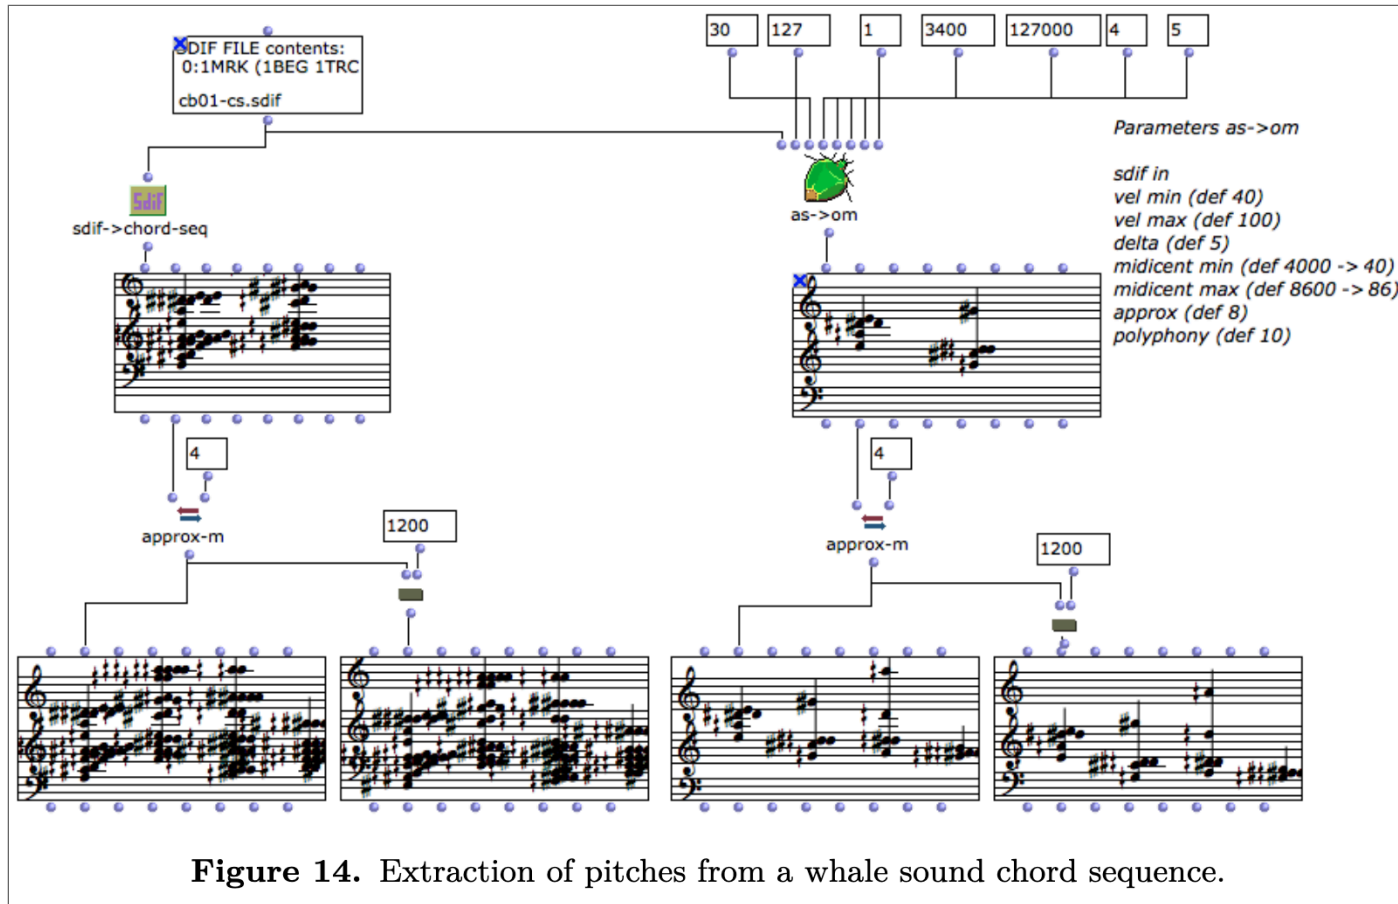 SDIF FILE contents:
0:1MRK (1BEG 1TRC
cb01-cs.sdif
30
127
1
3400
127000
4
5
Parameters as->om
sdif in
vel min (def 40)
vel max (def 100)
delta (def 5)
midicent min (def 4000 -> 40)
midicent max (def 8600 -> 86)
approx (def 8)
polyphony (def 10)
Sdif
sdif->chord-seq
as->om
4
approx-m
1200
4
approx-m
1200
Figure 14. Extraction of pitches from a whale sound chord sequence.